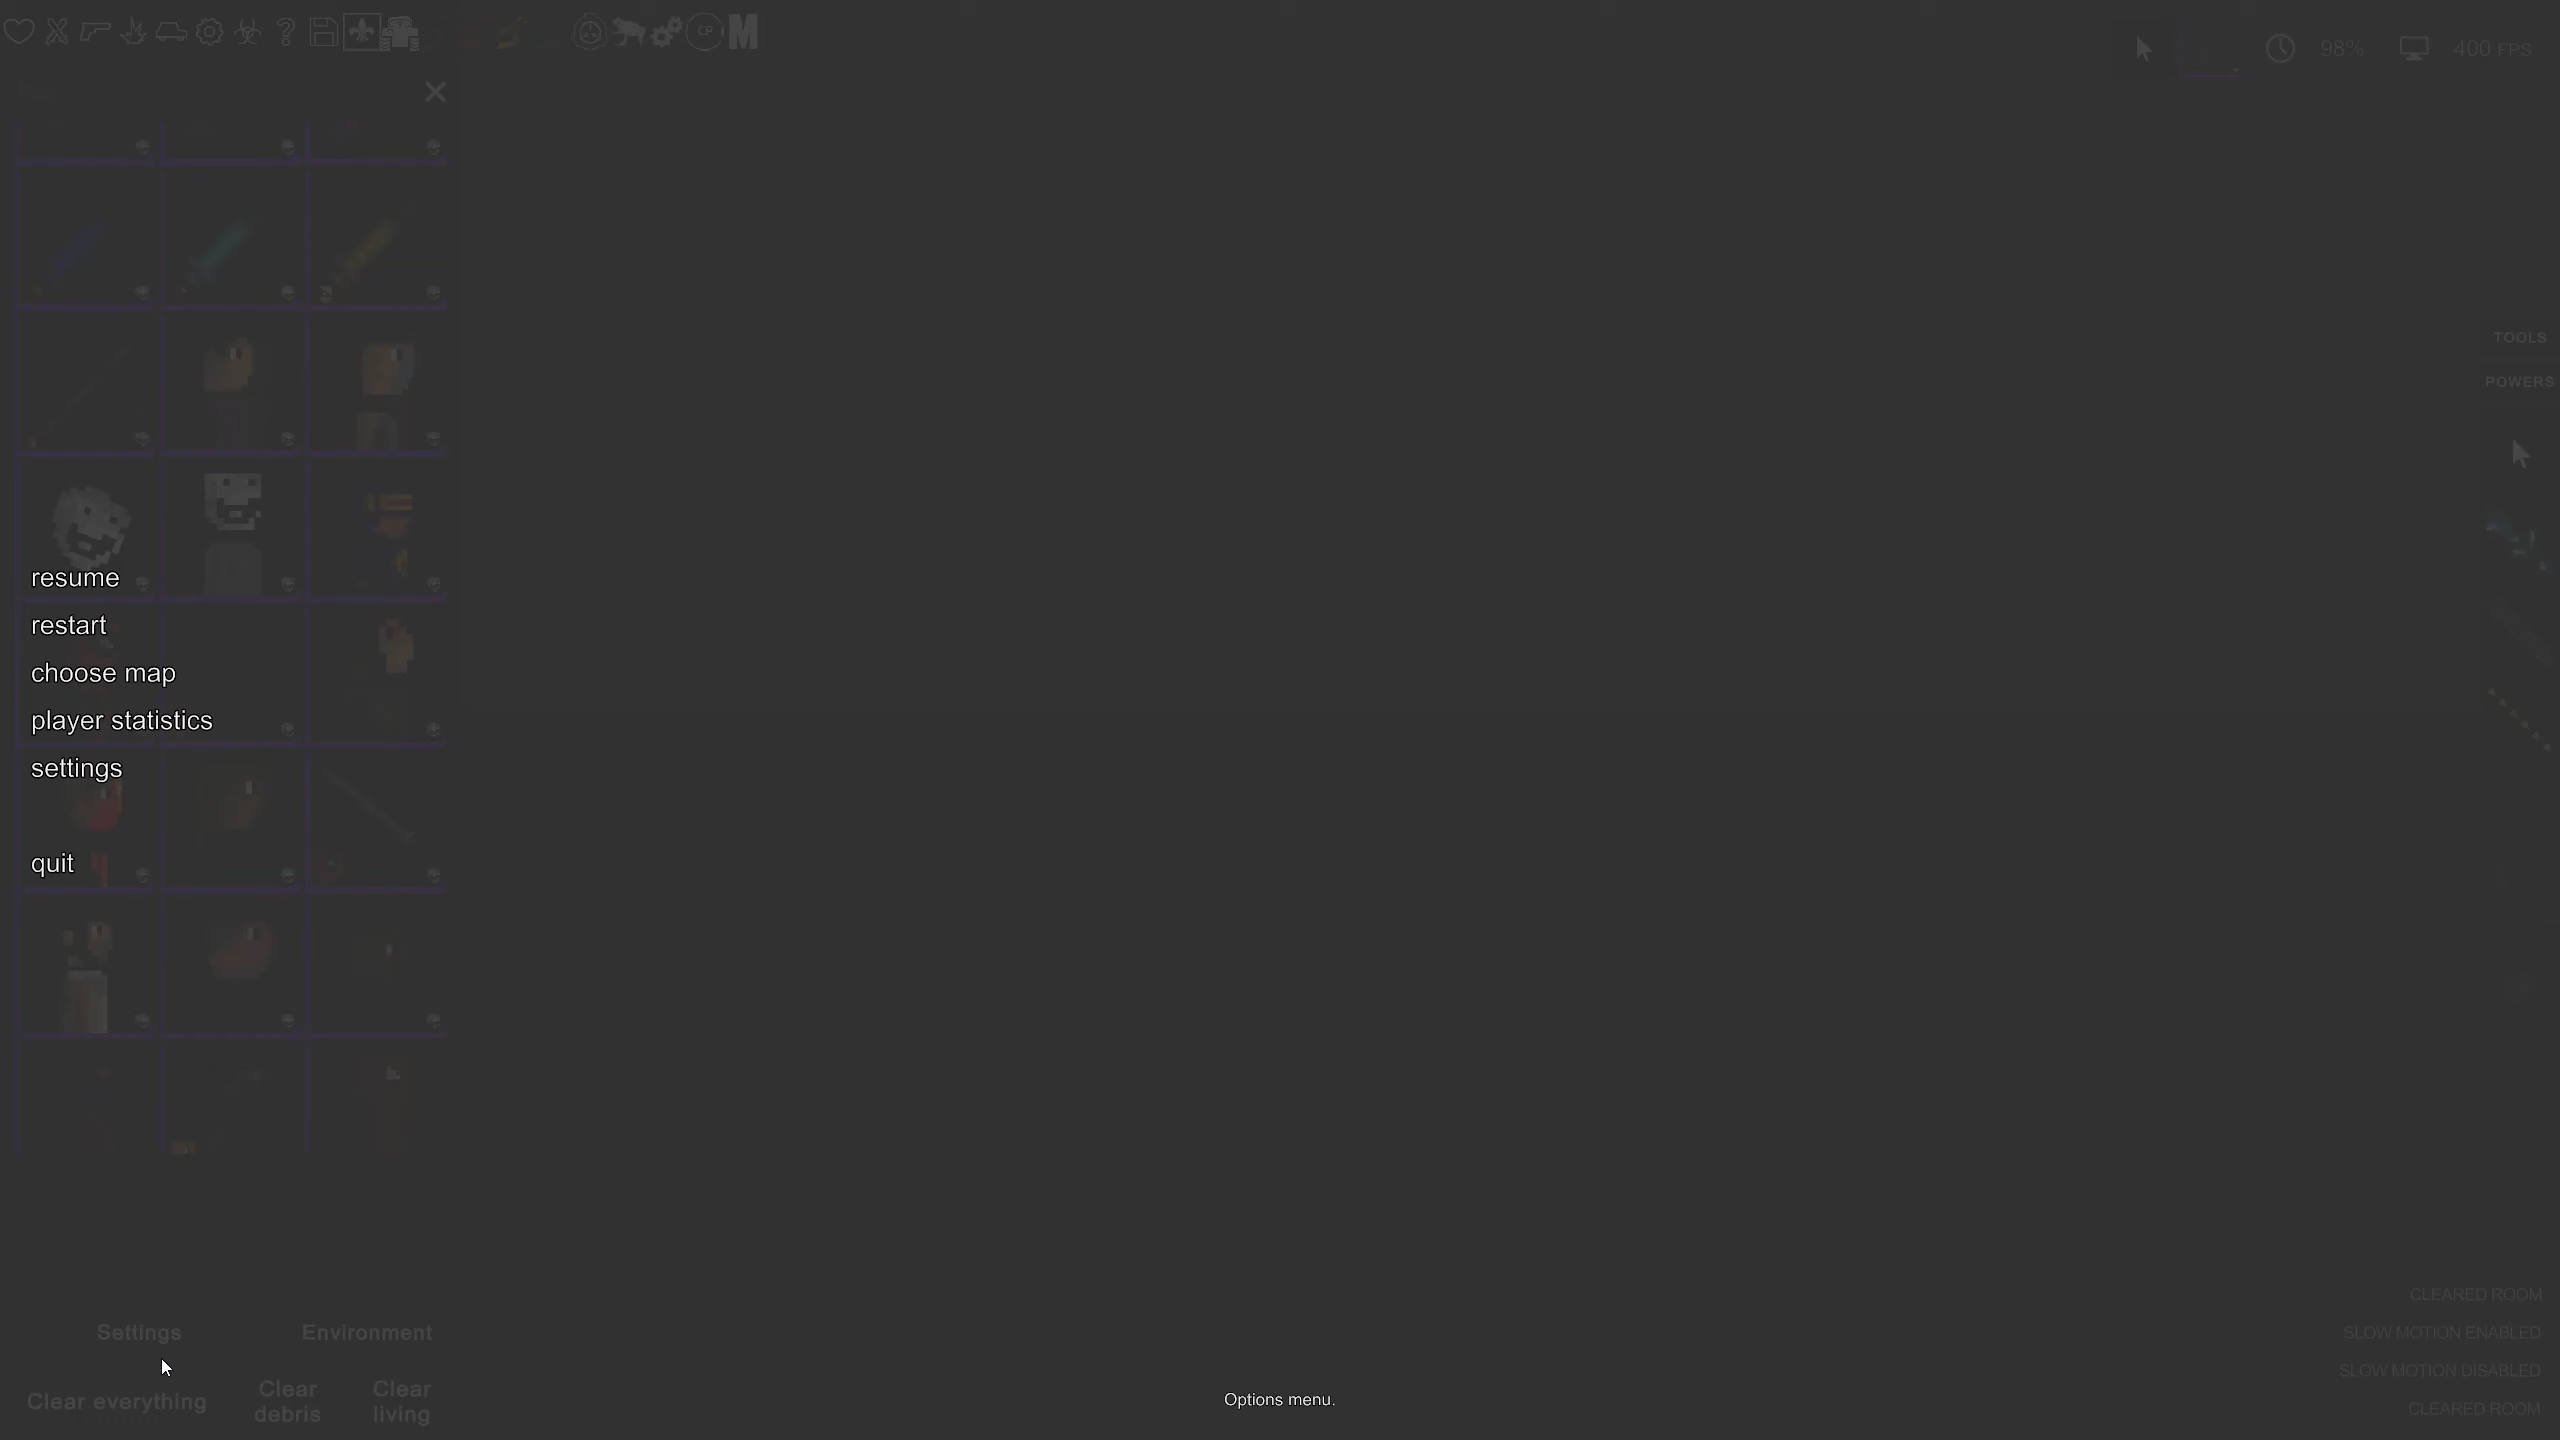 CP
M
98%
400 FPS
TOOLS
POWERS
resume
restart
choose map
player statistics
settings
quit
Settings
Environment
Clear everything
Clear
debris
Clear
living
Options menu.
CLEARED ROOM
SLOW MOTION ENABLED
SLOW MOTION DISABLED
CLEARED ROOM